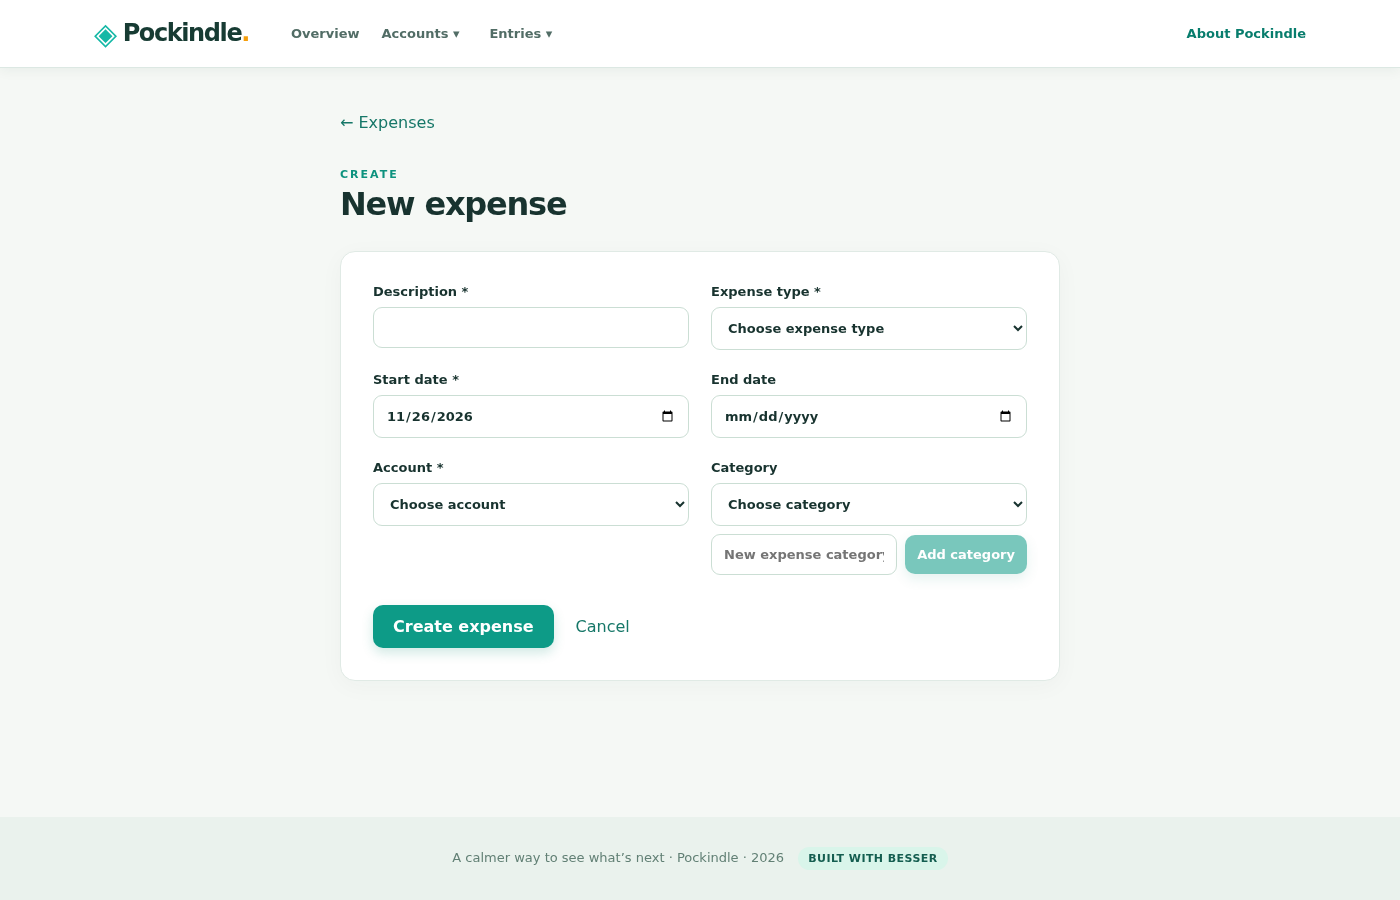 Pockindle.
Overview
Accounts ▾
Entries ▾
About Pockindle
← Expenses
CREATE
New expense
Description *
Expense type *
Choose expense type
Start date *
End date
11/26/2026
mm/dd/yyyy
Account *
Category
Choose account
Choose category
New expense category
Add category
Create expense
Cancel
A calmer way to see what’s next · Pockindle · 2026
BUILT WITH BESSER